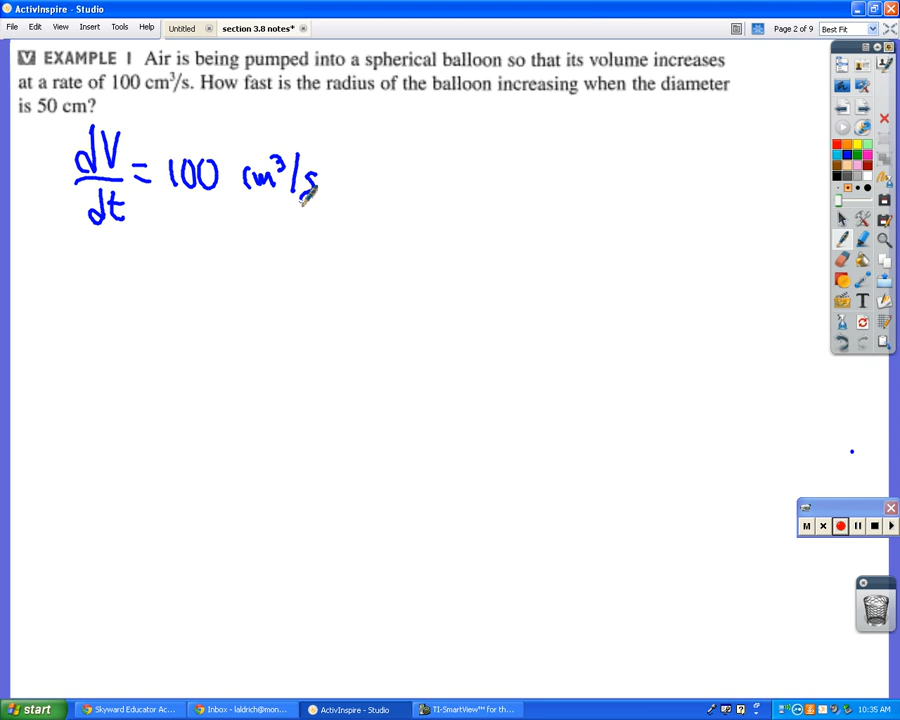 ActivInspire - Studio
File Edit View Insert Tools Help
Untitled
section 3.8 notes*
Page 2 of 9
Best Fit
V EXAMPLE 1 Air is being pumped into a spherical balloon so that its volume increases
at a rate of 100 cm³/s. How fast is the radius of the balloon increasing when the diameter
is 50 cm?
dV/dt = 100 cm³/s
M
start
Skyward Educator Ac...
Inbox - laldrich@mon...
ActivInspire - Studio
TI-SmartView™ for th...
10:35 AM